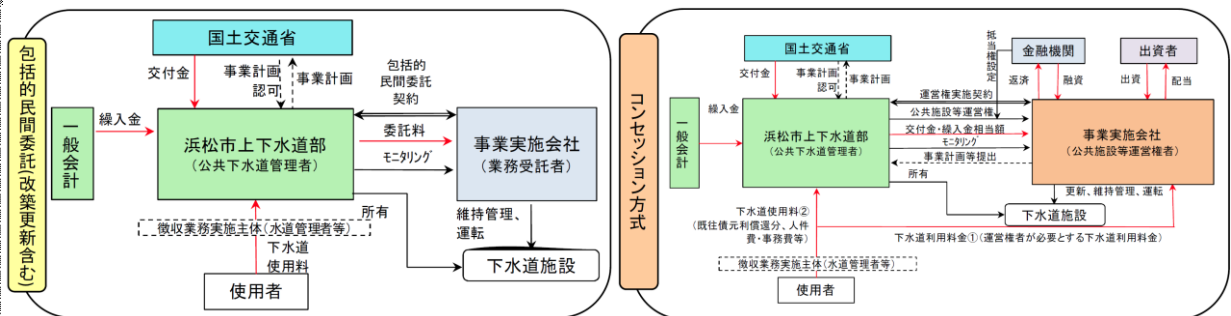 包括的民間委託(改築更新含む)
国土交通省
交付金
事業計画
認可
事業計画
包括的
民間委託
契約
一般会計
繰入金
浜松市上下水道部
(公共下水道管理者)
委託料
モニタリング
事業実施会社
(業務受託者)
所有
徴収業務実施主体(水道管理者等)
下水道
使用料
維持管理、
運転
下水道施設
使用者
コンセッション方式
国土交通省
交付金
事業計画
認可
事業計画
抵当権設定
金融機関
出資者
返済
融資
出資
配当
一般会計
繰入金
浜松市上下水道部
(公共下水道管理者)
運営権実施契約
公共施設等運営権
交付金・繰入金相当額
モニタリング
事業計画等提出
事業実施会社
(公共施設等運営権者)
所有
更新、維持管理、運転
下水道施設
下水道使用料②
(既往債元利償還分、人件
費・事務費等)
下水道利用料金①(運営権者が必要とする下水道利用料金)
徴収業務実施主体(水道管理者等)
使用者